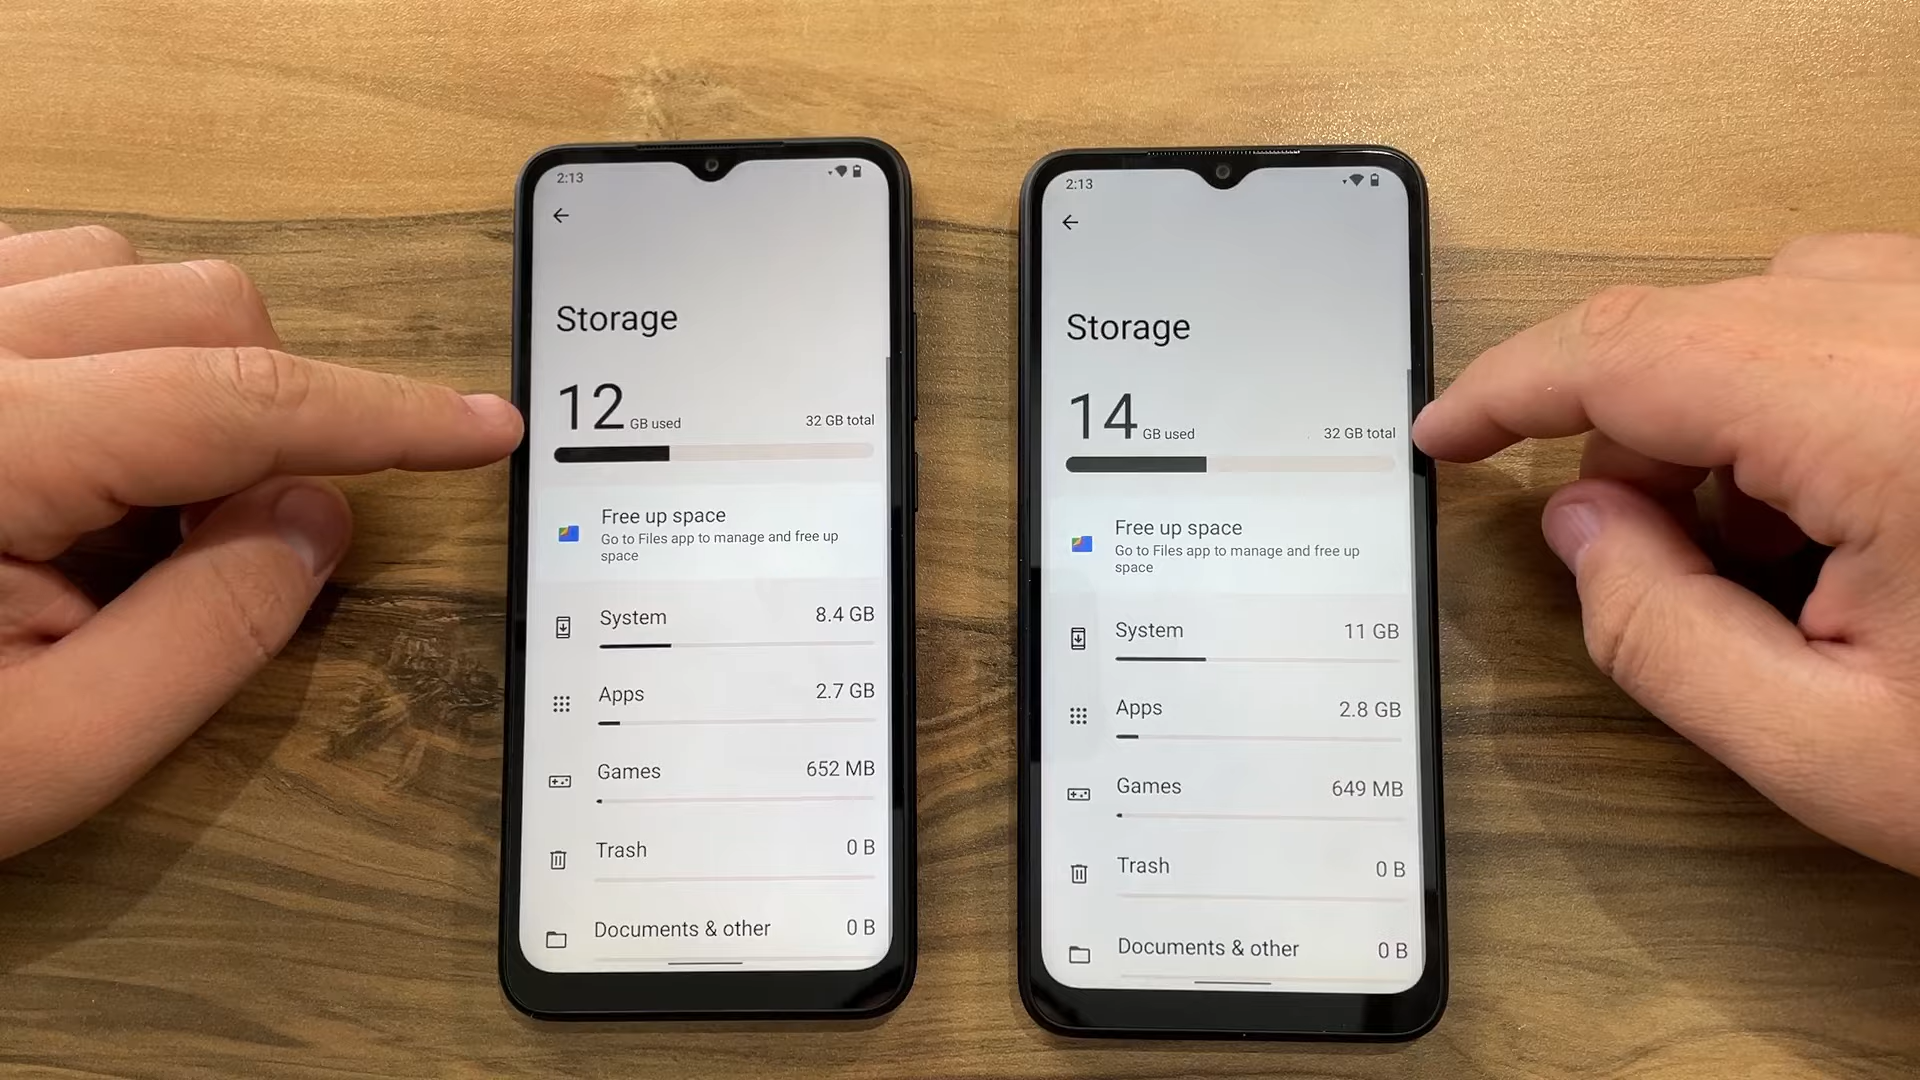 2:13
Storage
12 GB used 32 GB total
Free up space
Go to Files app to manage and free up
space
System 8.4 GB
Apps 2.7 GB
Games 652 MB
Trash 0 B
Documents & other 0 B
2:13
Storage
14 GB used 32 GB total
Free up space
Go to Files app to manage and free up
space
System 11 GB
Apps 2.8 GB
Games 649 MB
Trash 0 B
Documents & other 0 B